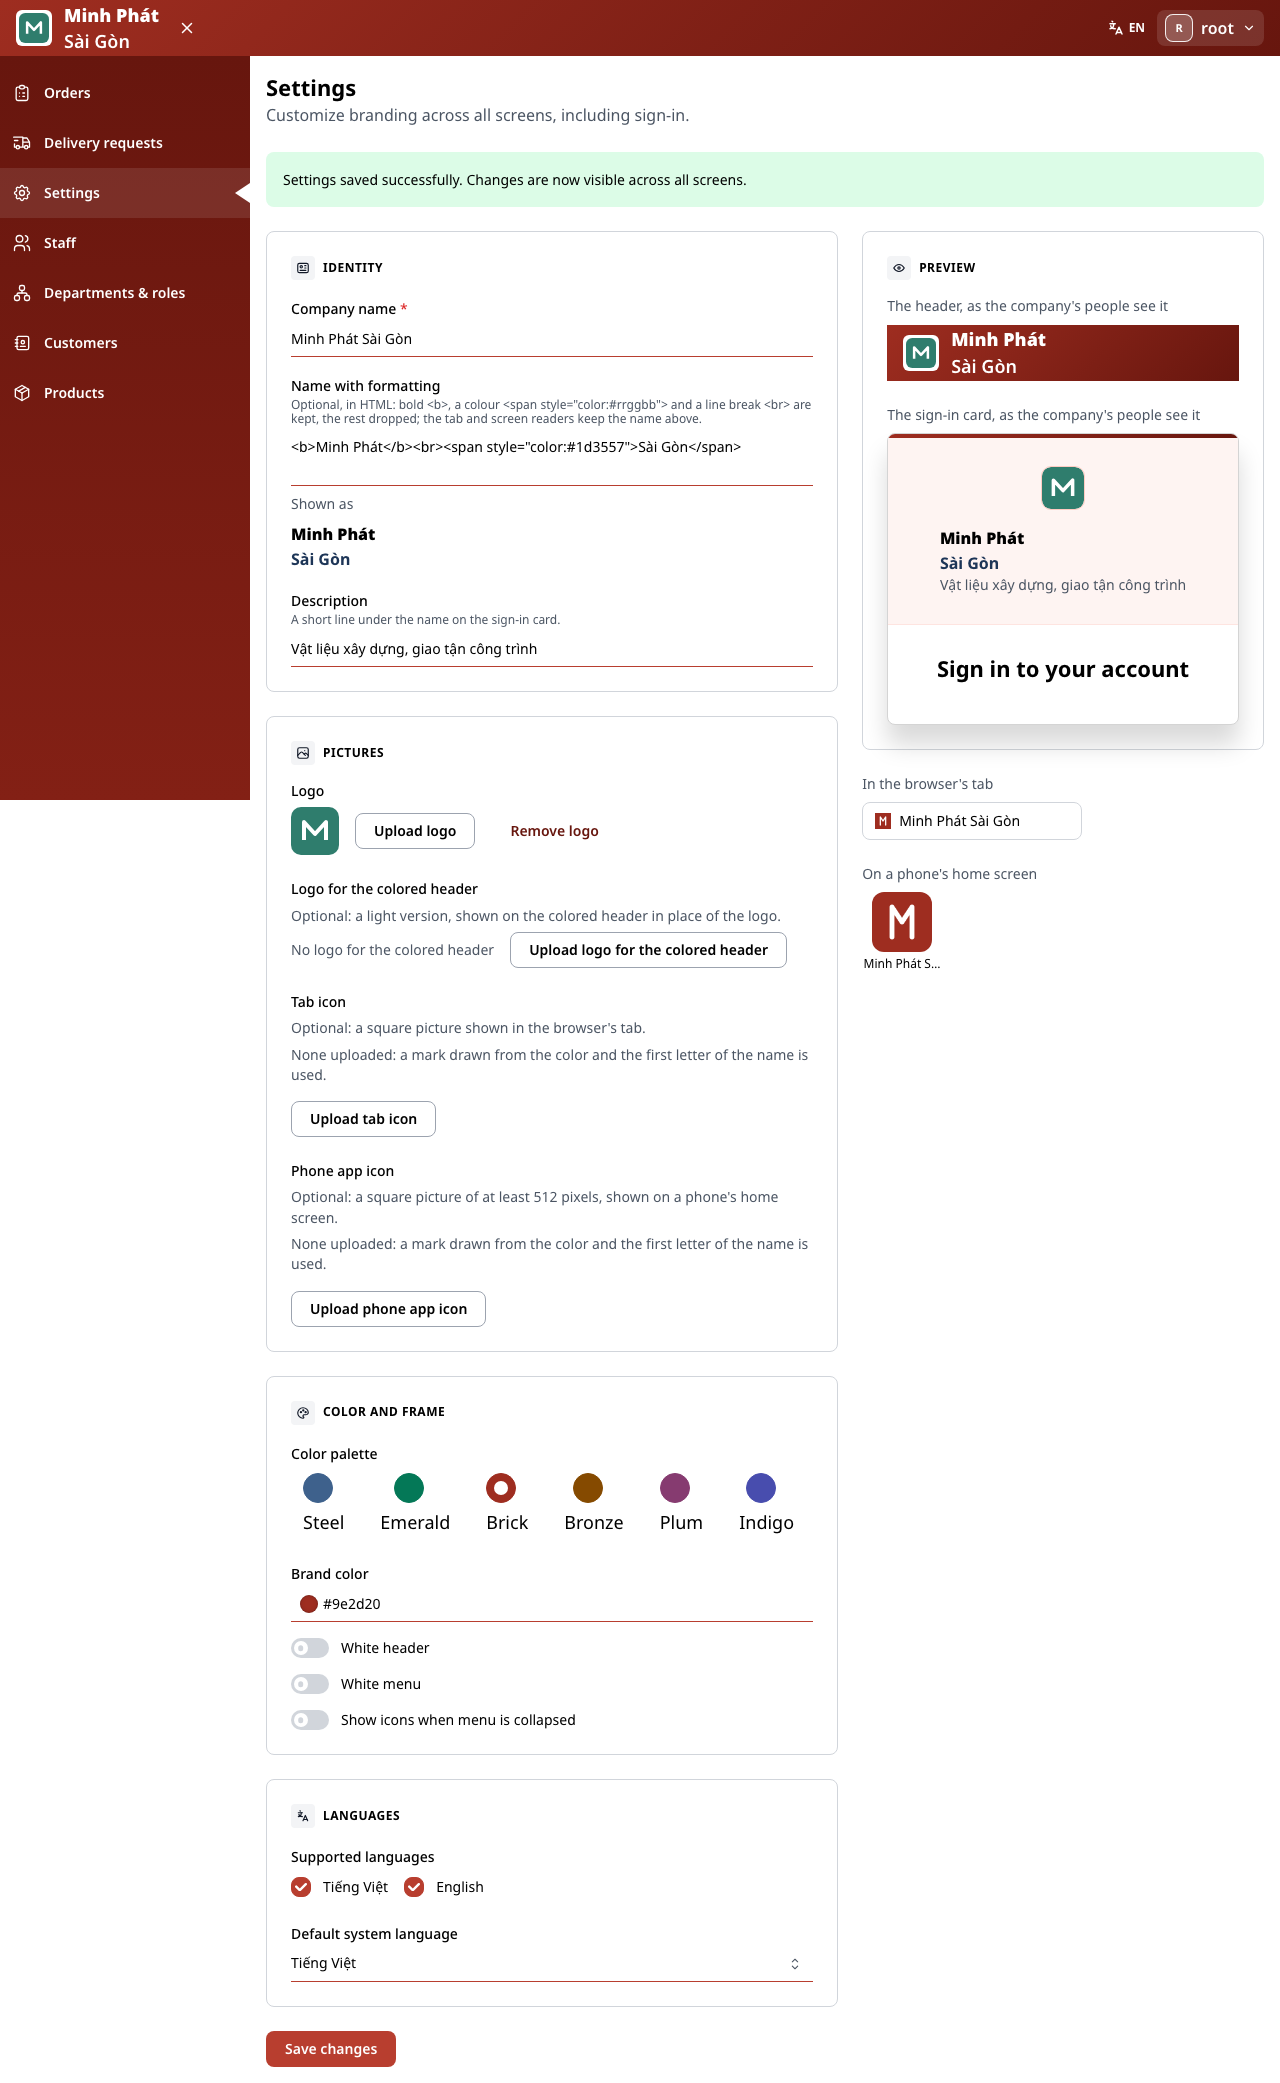 Minh Phát
Sài Gòn
EN
R
root
Orders
Delivery requests
Settings
Staff
Departments & roles
Customers
Products
Settings
Customize branding across all screens, including sign-in.
Settings saved successfully. Changes are now visible across all screens.
IDENTITY
Company name *
Minh Phát Sài Gòn
Name with formatting
Optional, in HTML: bold <b>, a colour <span style="color:#rrggbb"> and a line break <br> are
kept, the rest dropped; the tab and screen readers keep the name above.
<b>Minh Phát</b><br><span style="color:#1d3557">Sài Gòn</span>
Shown as
Minh Phát
Sài Gòn
Description
A short line under the name on the sign-in card.
Vật liệu xây dựng, giao tận công trình
PICTURES
Logo
M
Upload logo
Remove logo
Logo for the colored header
Optional: a light version, shown on the colored header in place of the logo.
No logo for the colored header
Upload logo for the colored header
Tab icon
Optional: a square picture shown in the browser's tab.
None uploaded: a mark drawn from the color and the first letter of the name is
used.
Upload tab icon
Phone app icon
Optional: a square picture of at least 512 pixels, shown on a phone's home
screen.
None uploaded: a mark drawn from the color and the first letter of the name is
used.
Upload phone app icon
COLOR AND FRAME
Color palette
Steel
Emerald
Brick
Bronze
Plum
Indigo
Brand color
#9e2d20
White header
White menu
Show icons when menu is collapsed
LANGUAGES
Supported languages
Tiếng Việt
English
Default system language
Tiếng Việt
Save changes
PREVIEW
The header, as the company's people see it
M
Minh Phát
Sài Gòn
The sign-in card, as the company's people see it
M
Minh Phát
Sài Gòn
Vật liệu xây dựng, giao tận công trình
Sign in to your account
In the browser's tab
M
Minh Phát Sài Gòn
On a phone's home screen
M
Minh Phát S...